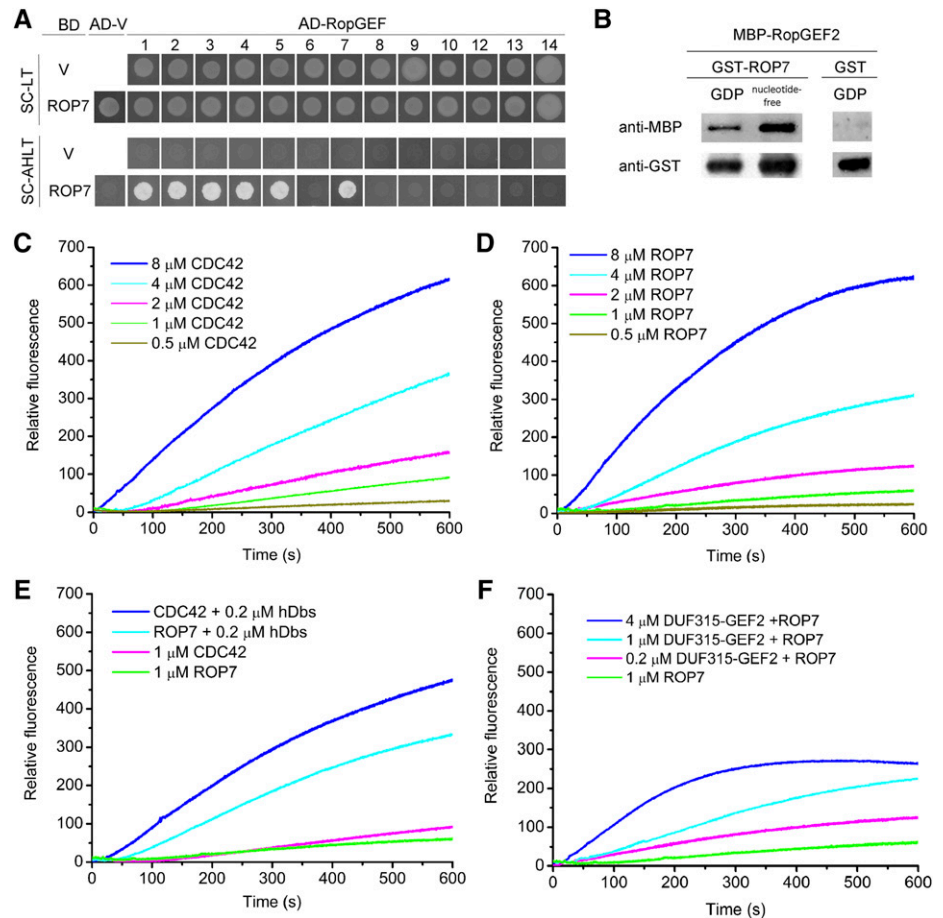 A
BD AD-V AD-RopGEF
1 2 3 4 5 6 7 8 9 10 12 13 14
SC-LT
V
ROP7
SC-AHLT
V
ROP7
B
MBP-RopGEF2
GST-ROP7 GST
GDP nucleotide-free GDP
anti-MBP
anti-GST
C
700
600
500
400
300
200
100
0
Relative fluorescence
8 μM CDC42
4 μM CDC42
2 μM CDC42
1 μM CDC42
0.5 μM CDC42
0 100 200 300 400 500 600
Time (s)
D
700
600
500
400
300
200
100
0
Relative fluorescence
8 μM ROP7
4 μM ROP7
2 μM ROP7
1 μM ROP7
0.5 μM ROP7
0 100 200 300 400 500 600
Time (s)
E
700
600
500
400
300
200
100
0
Relative fluorescence
CDC42 + 0.2 μM hDbs
ROP7 + 0.2 μM hDbs
1 μM CDC42
1 μM ROP7
0 100 200 300 400 500 600
Time (s)
F
700
600
500
400
300
200
100
0
Relative fluorescence
4 μM DUF315-GEF2 +ROP7
1 μM DUF315-GEF2 + ROP7
0.2 μM DUF315-GEF2 + ROP7
1 μM ROP7
0 100 200 300 400 500 600
Time (s)